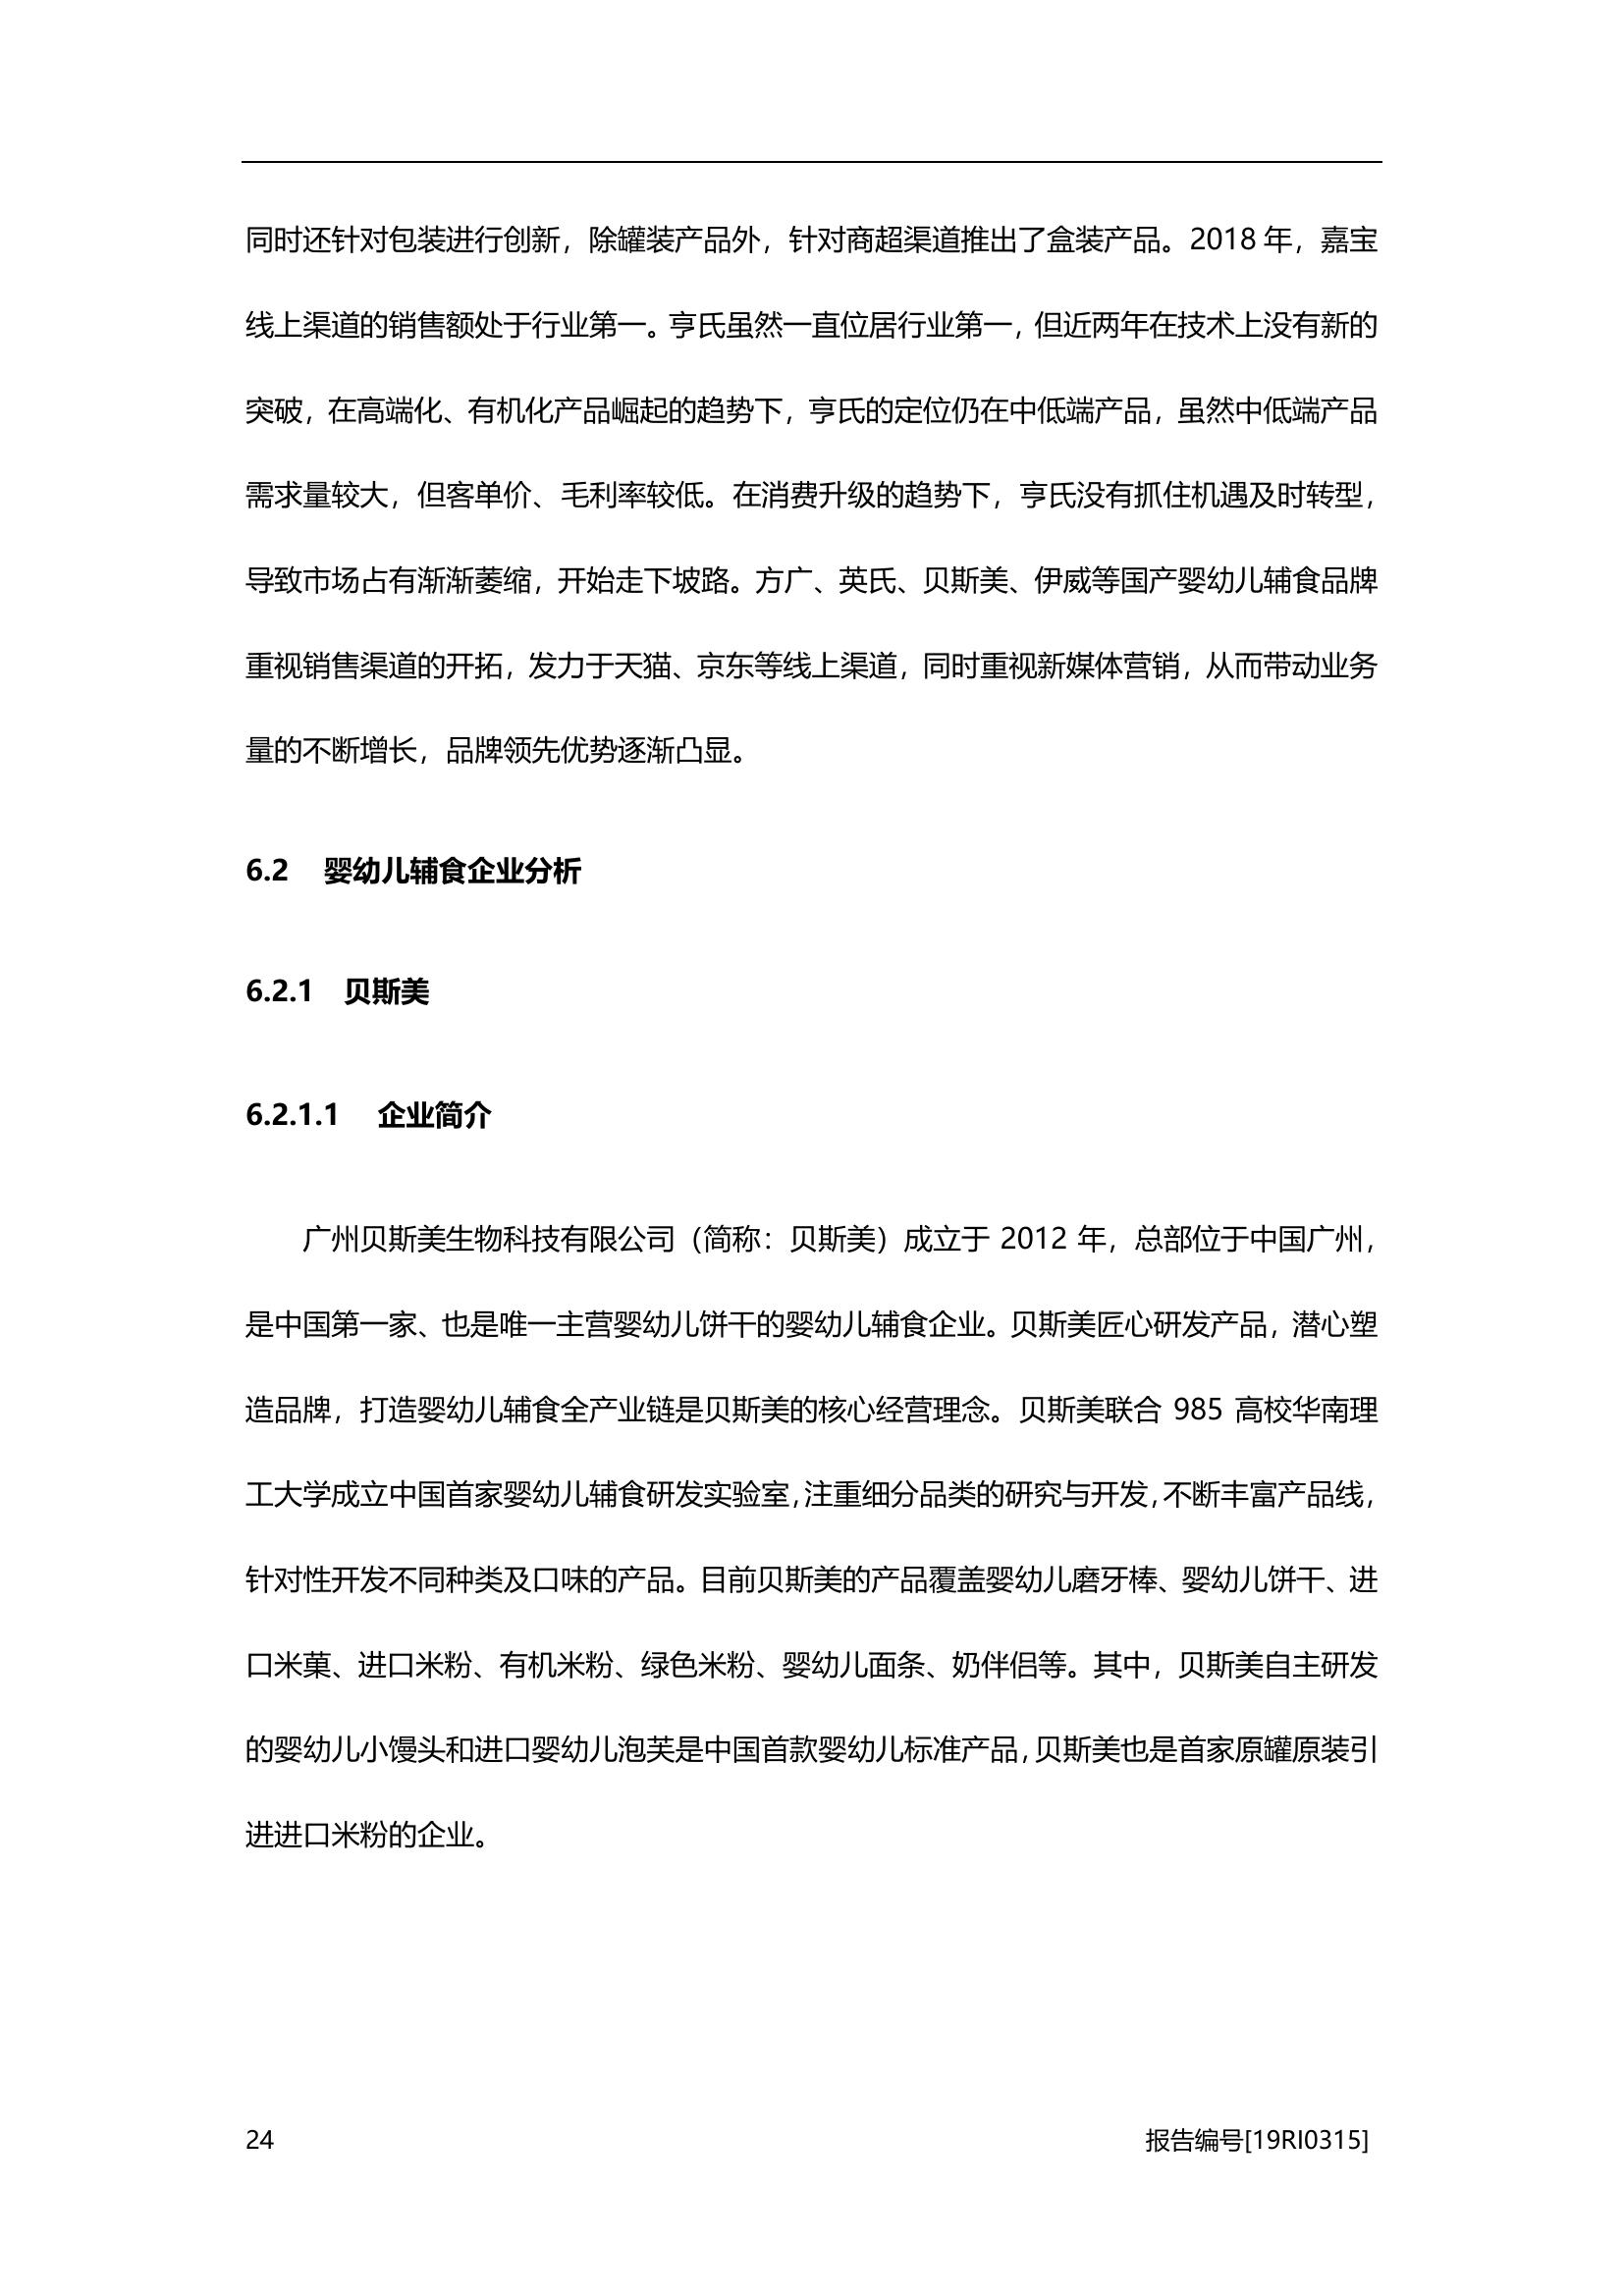 同时还针对包装进行创新，除罐装产品外，针对商超渠道推出了盒装产品。2018 年，嘉宝
线上渠道的销售额处于行业第一。亨氏虽然一直位居行业第一，但近两年在技术上没有新的
突破，在高端化、有机化产品崛起的趋势下，亨氏的定位仍在中低端产品，虽然中低端产品
需求量较大，但客单价、毛利率较低。在消费升级的趋势下，亨氏没有抓住机遇及时转型，
导致市场占有渐渐萎缩，开始走下坡路。方广、英氏、贝斯美、伊威等国产婴幼儿辅食品牌
重视销售渠道的开拓，发力于天猫、京东等线上渠道，同时重视新媒体营销，从而带动业务
量的不断增长，品牌领先优势逐渐凸显。
6.2 婴幼儿辅食企业分析
6.2.1 贝斯美
6.2.1.1 企业简介
广州贝斯美生物科技有限公司（简称：贝斯美）成立于 2012 年，总部位于中国广州，
是中国第一家、也是唯一主营婴幼儿饼干的婴幼儿辅食企业。贝斯美匠心研发产品，潜心塑
造品牌，打造婴幼儿辅食全产业链是贝斯美的核心经营理念。贝斯美联合 985 高校华南理
工大学成立中国首家婴幼儿辅食研发实验室，注重细分品类的研究与开发，不断丰富产品线，
针对性开发不同种类及口味的产品。目前贝斯美的产品覆盖婴幼儿磨牙棒、婴幼儿饼干、进
口米菓、进口米粉、有机米粉、绿色米粉、婴幼儿面条、奶伴侣等。其中，贝斯美自主研发
的婴幼儿小馒头和进口婴幼儿泡芙是中国首款婴幼儿标准产品，贝斯美也是首家原罐原装引
进进口米粉的企业。
24 报告编号[19RI0315]